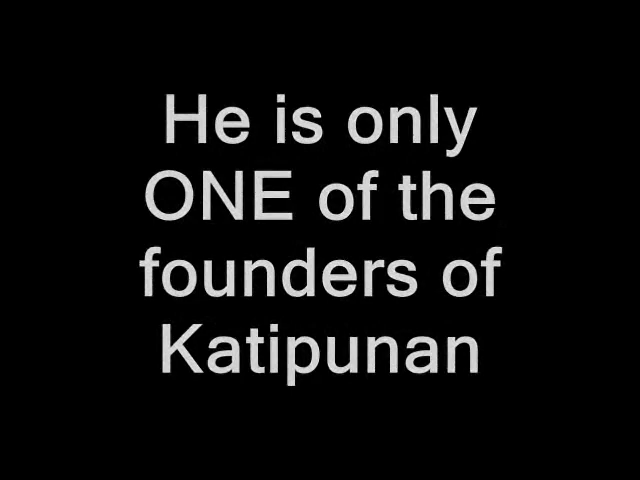 He is only
ONE of the
founders of
Katipunan